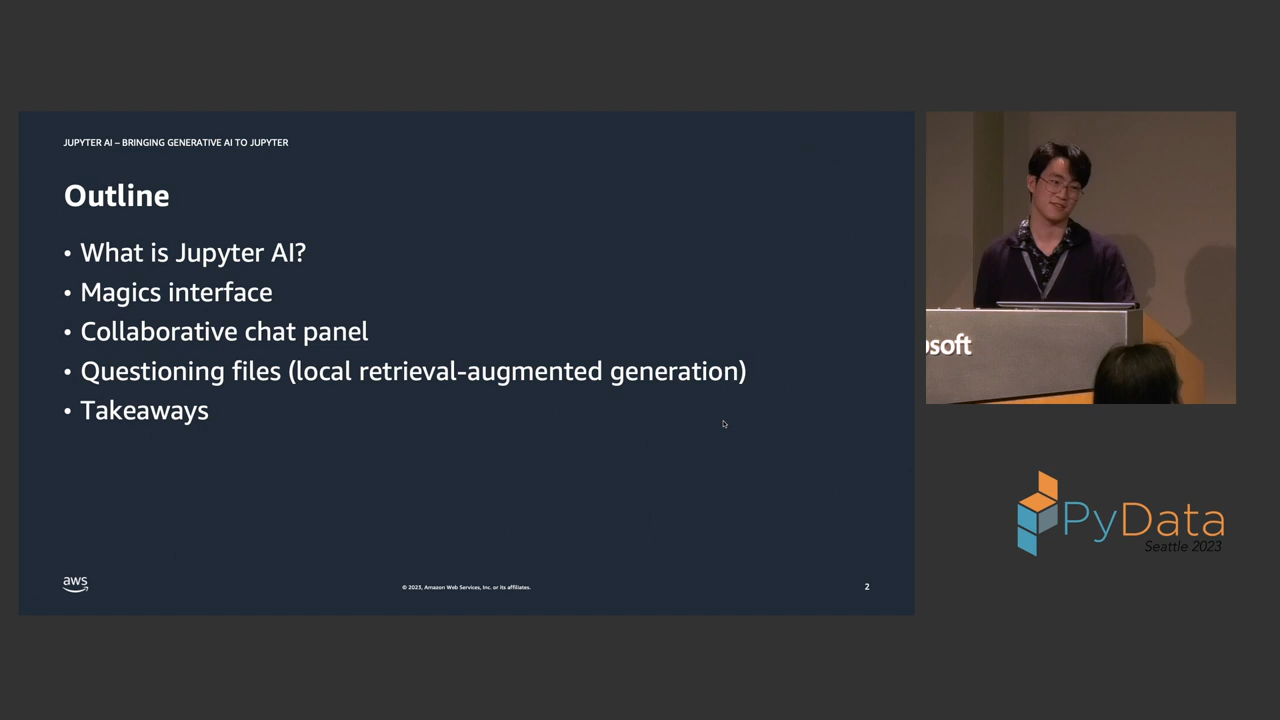 JUPYTER AI – BRINGING GENERATIVE AI TO JUPYTER
Outline
• What is Jupyter AI?
• Magics interface
• Collaborative chat panel
• Questioning files (local retrieval-augmented generation)
• Takeaways
aws
© 2023, Amazon Web Services, Inc. or its affiliates.
2
osoft
PyData
Seattle 2023